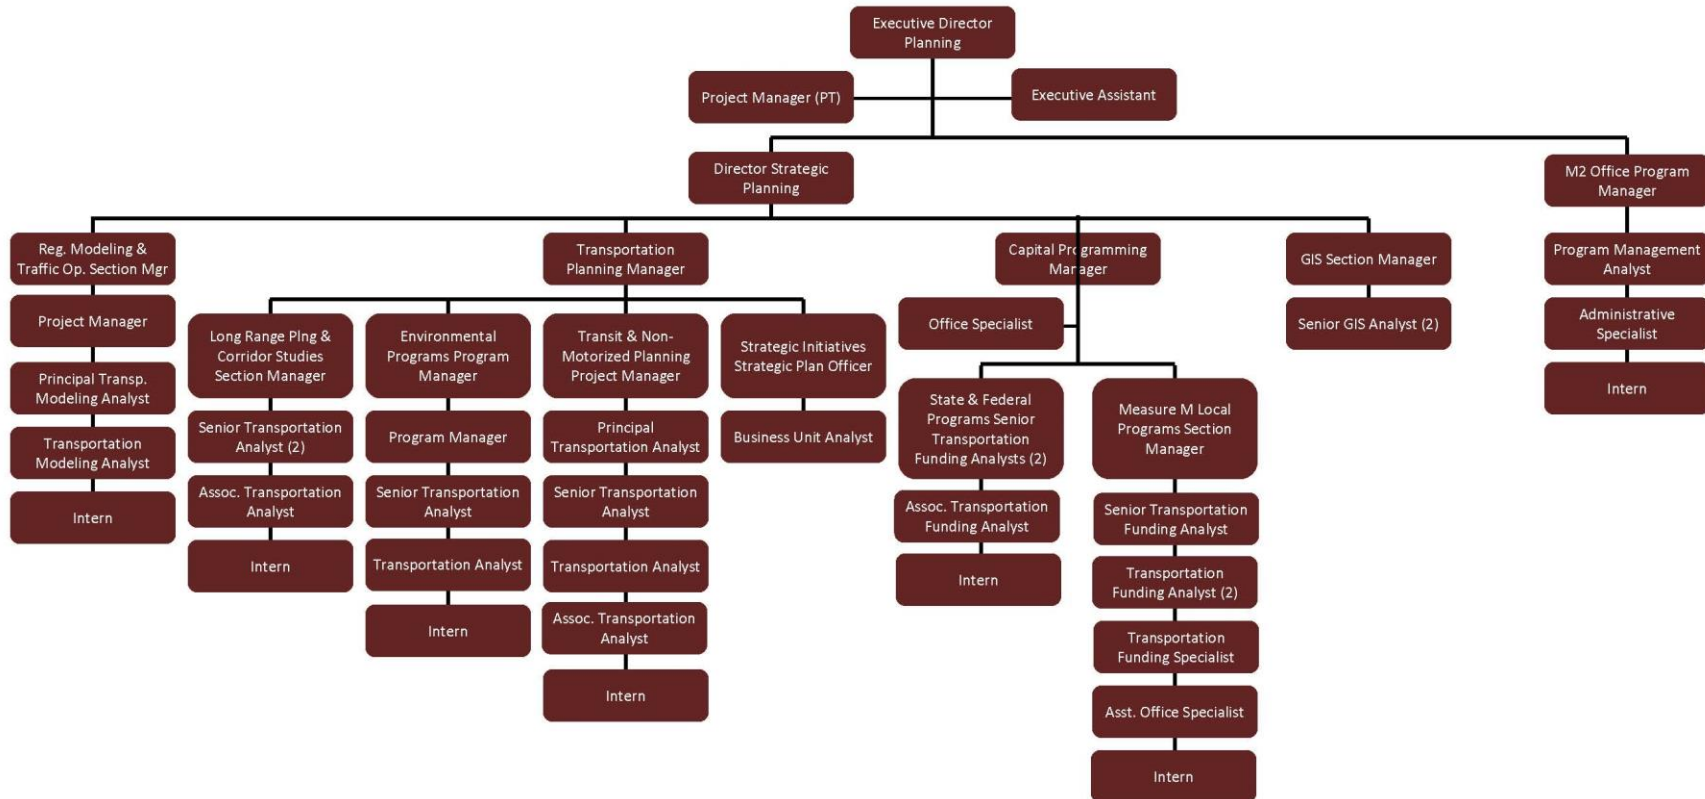 Executive Director
Planning
Project Manager (PT)
Executive Assistant
Director Strategic
Planning
M2 Office Program
Manager
Reg. Modeling &
Traffic Op. Section Mgr
Transportation
Planning Manager
Capital Programming
Manager
GIS Section Manager
Program Management
Analyst
Project Manager
Long Range Plng &
Corridor Studies
Section Manager
Environmental
Programs Program
Manager
Transit & Non-
Motorized Planning
Project Manager
Strategic Initiatives
Strategic Plan Officer
Office Specialist
Senior GIS Analyst (2)
Administrative
Specialist
Principal Transp.
Modeling Analyst
Senior Transportation
Analyst (2)
Program Manager
Principal
Transportation Analyst
Business Unit Analyst
State & Federal
Programs Senior
Transportation
Funding Analysts (2)
Measure M Local
Programs Section
Manager
Intern
Transportation
Modeling Analyst
Assoc. Transportation
Analyst
Senior Transportation
Analyst
Senior Transportation
Analyst
Assoc. Transportation
Funding Analyst
Senior Transportation
Funding Analyst
Intern
Intern
Transportation Analyst
Transportation Analyst
Intern
Transportation
Funding Analyst (2)
Intern
Assoc. Transportation
Analyst
Transportation
Funding Specialist
Intern
Asst. Office Specialist
Intern